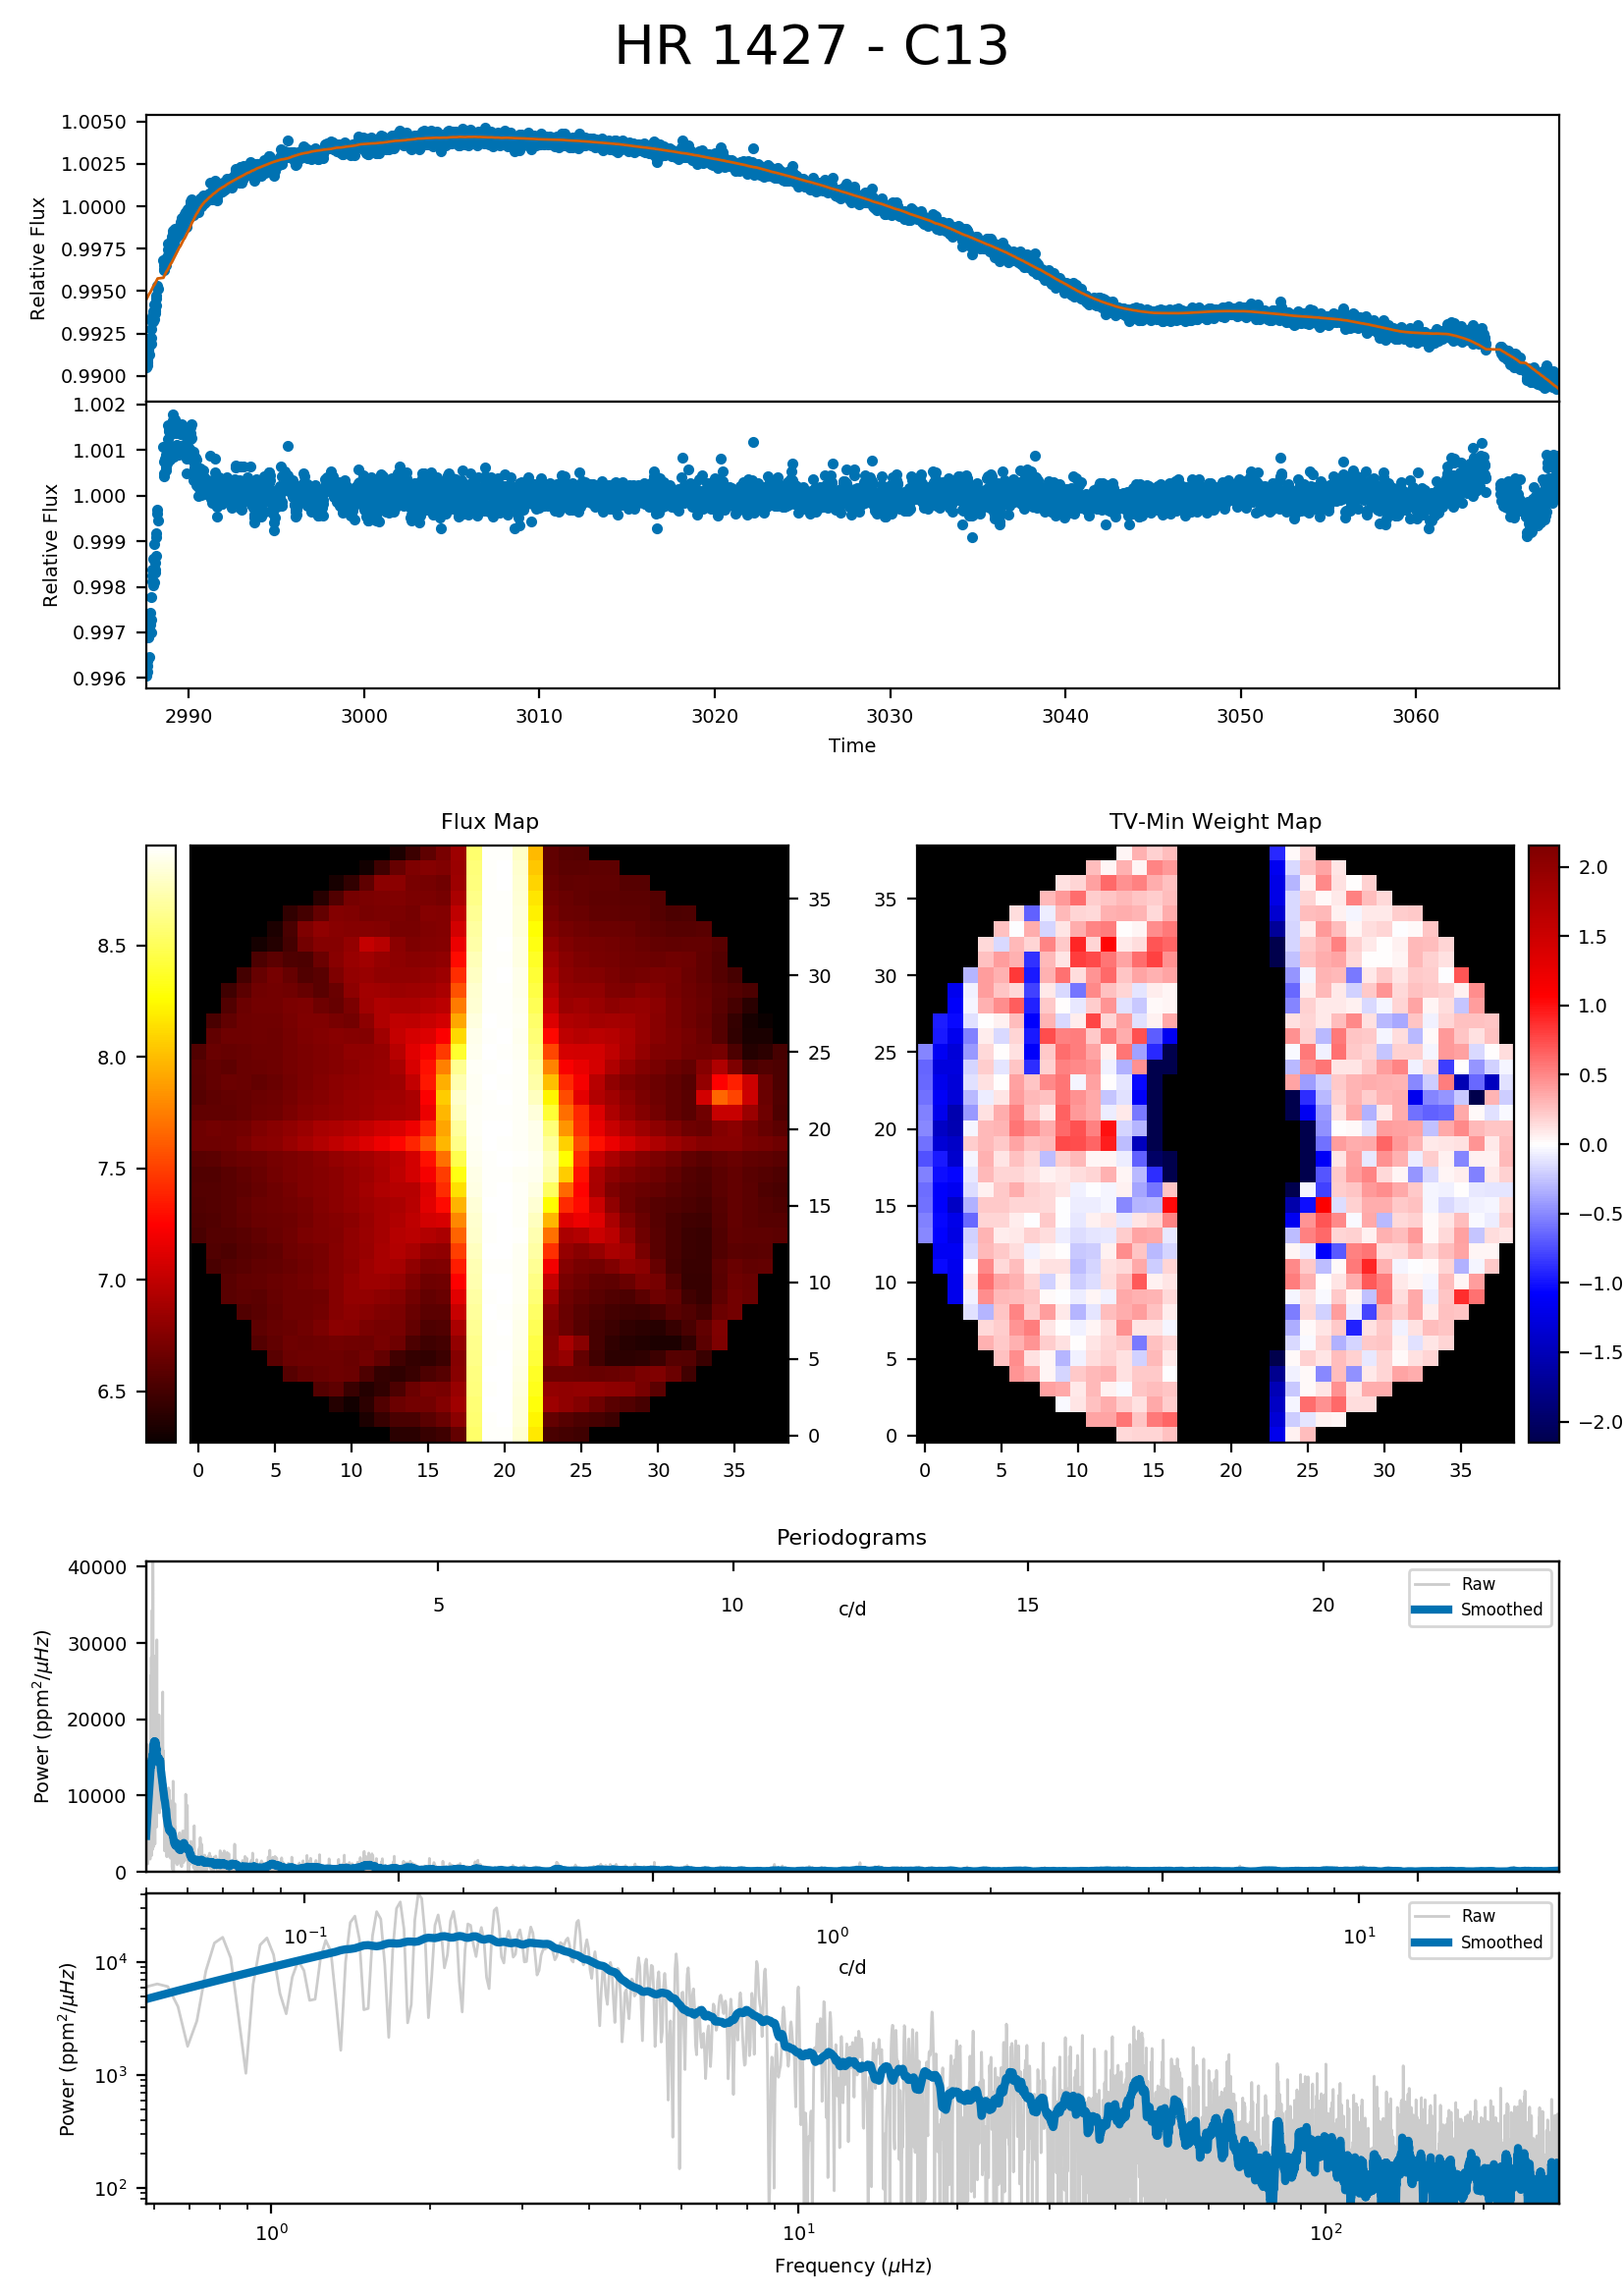 HR 1427 - C13
1.0050
1.0025
1.0000
0.9975
0.9950
0.9925
0.9900
Relative Flux
1.002
1.001
1.000
0.999
0.998
0.997
0.996
Relative Flux
2990 3000 3010 3020 3030 3040 3050 3060
Time
Flux Map
8.5
8.0
7.5
7.0
6.5
35
30
25
20
15
10
5
0
0 5 10 15 20 25 30 35
TV-Min Weight Map
35
30
25
20
15
10
5
0
0 5 10 15 20 25 30 35
2.0
1.5
1.0
0.5
0.0
−0.5
−1.0
−1.5
−2.0
Periodograms
40000
30000
20000
10000
0
Power (ppm²/μHz)
5 10 15 20
c/d
Raw
Smoothed
10⁴
10³
10²
Power (ppm²/μHz)
10⁻¹ 10⁰ 10¹
c/d
Raw
Smoothed
10⁰ 10¹ 10²
Frequency (μHz)